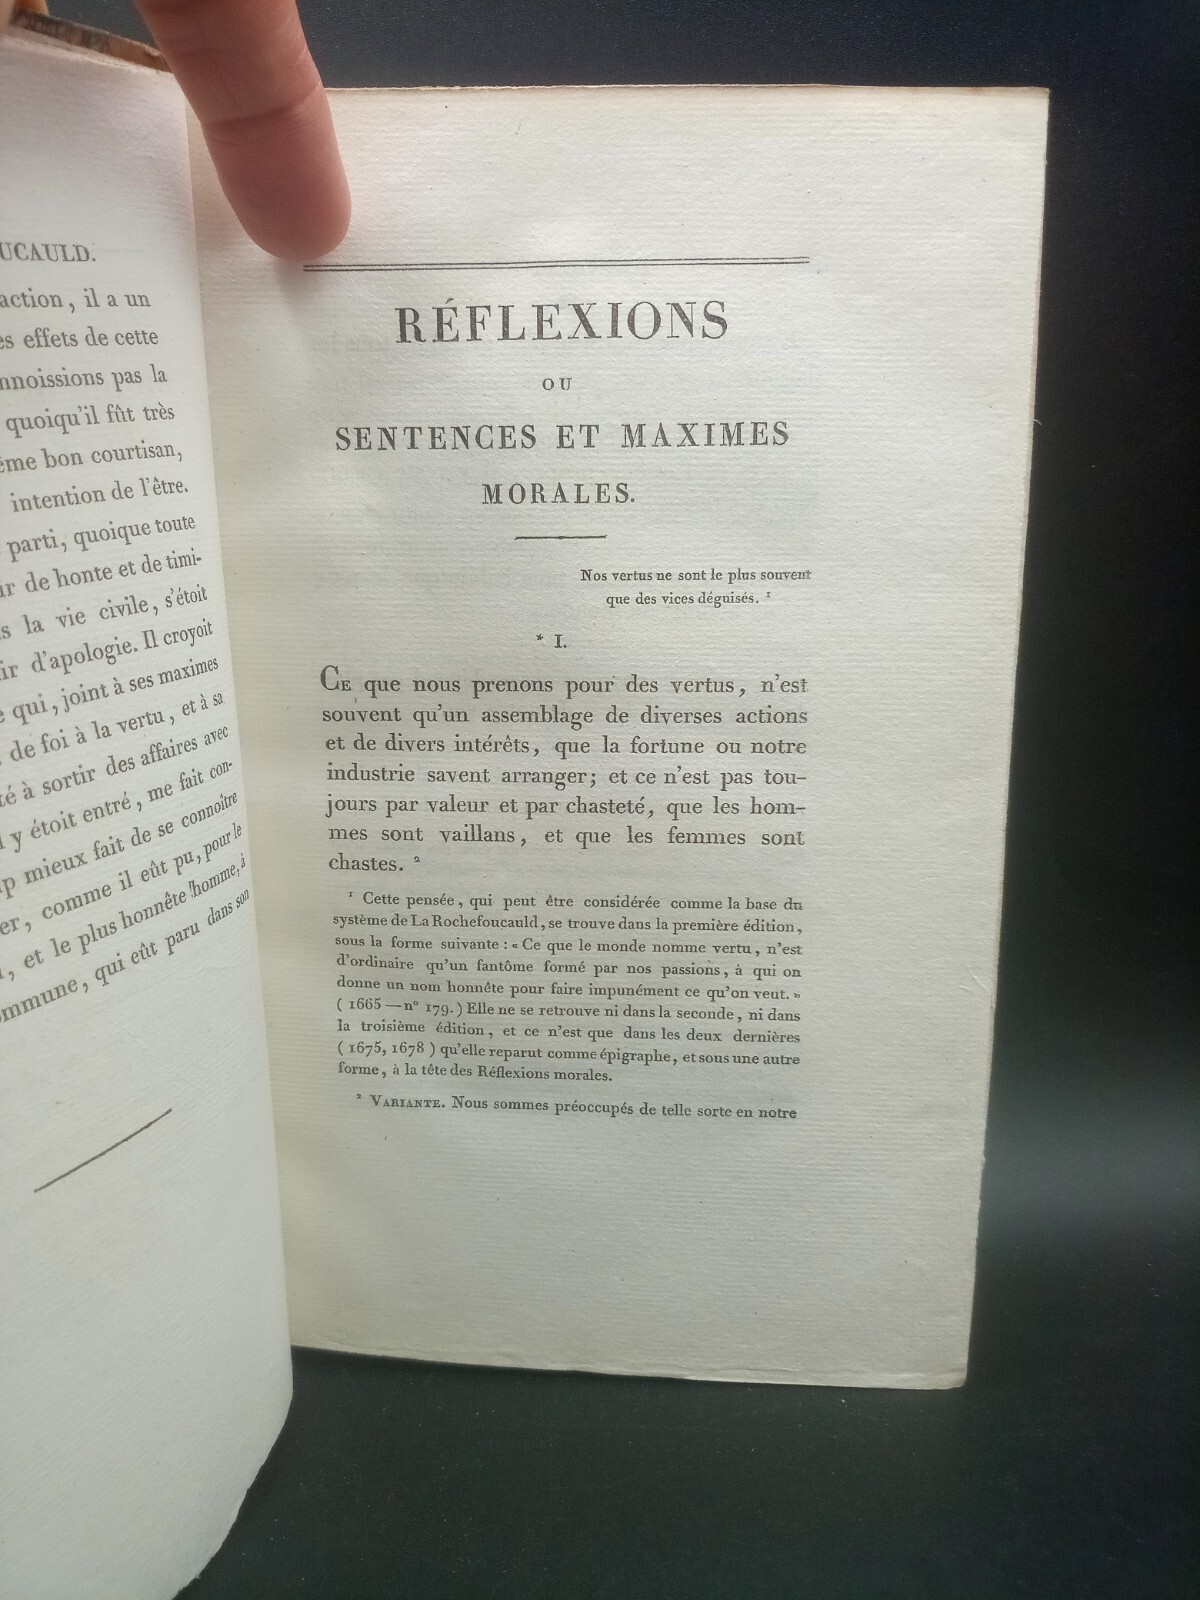 UCAULD.
action, il a un
es effets de cette
nnoissions pas la
quoiqu'il fût très
ême bon courtisan,
intention de l'être.
parti, quoique toute
ir de honte et de timi-
s la vie civile, s'étoit
ir d'apologie. Il croyoit
e qui, joint à ses maximes
de foi à la vertu, et à sa
té à sortir des affaires avec
l y étoit entré, me fait con-
p mieux fait de se connoître
er, comme il eût pu, pour le
, et le plus honnête homme, à
ommune, qui eût paru dans son
RÉFLEXIONS
OU
SENTENCES ET MAXIMES
MORALES.
Nos vertus ne sont le plus souvent
que des vices déguisés. 1
* I.
CE que nous prenons pour des vertus, n'est
souvent qu'un assemblage de diverses actions
et de divers intérêts, que la fortune ou notre
industrie savent arranger; et ce n'est pas tou-
jours par valeur et par chasteté, que les hom-
mes sont vaillans, et que les femmes sont
chastes. 2
1 Cette pensée, qui peut être considérée comme la base du
système de La Rochefoucauld, se trouve dans la première édition,
sous la forme suivante : « Ce que le monde nomme vertu, n'est
d'ordinaire qu'un fantôme formé par nos passions, à qui on
donne un nom honnête pour faire impunément ce qu'on veut. »
( 1665 — n° 179. ) Elle ne se retrouve ni dans la seconde, ni dans
la troisième édition, et ce n'est que dans les deux dernières
( 1675, 1678 ) qu'elle reparut comme épigraphe, et sous une autre
forme, à la tête des Réflexions morales.
2 VARIANTE. Nous sommes préoccupés de telle sorte en notre